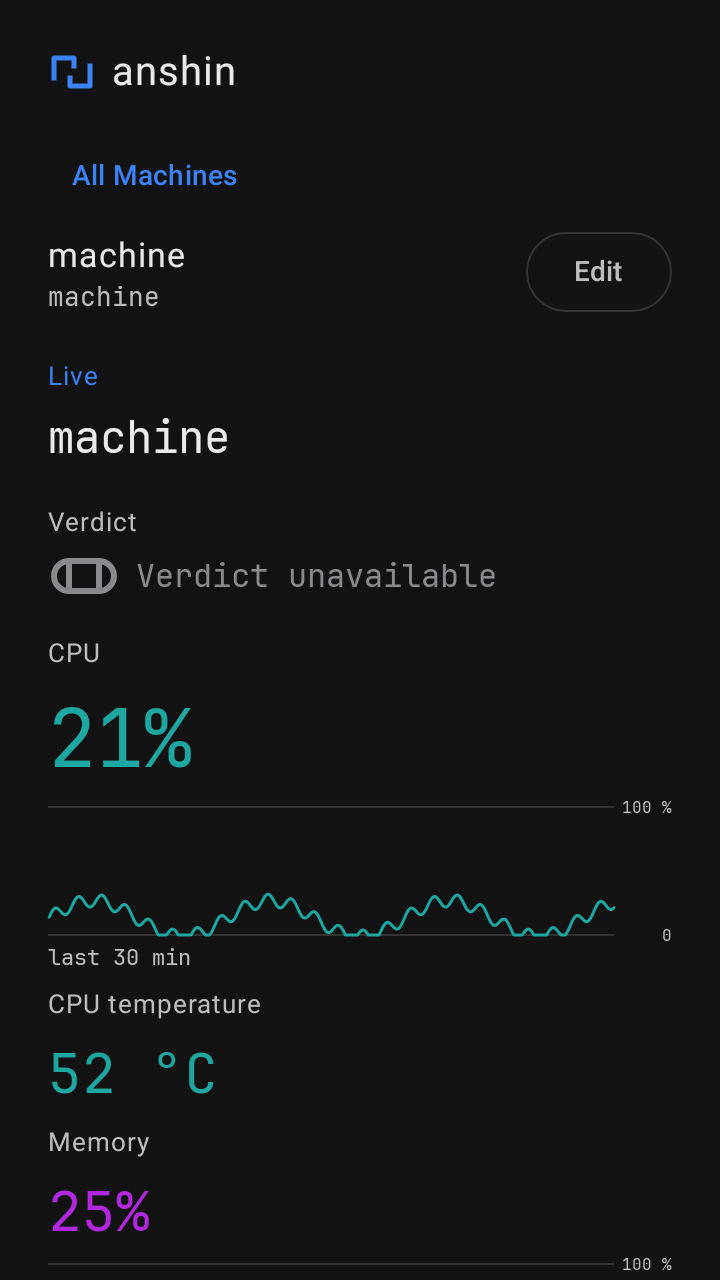 anshin
All Machines
machine
machine
Edit
Live
machine
Verdict
Verdict unavailable
CPU
21%
100 %
0
last 30 min
CPU temperature
52 °C
Memory
25%
100 %